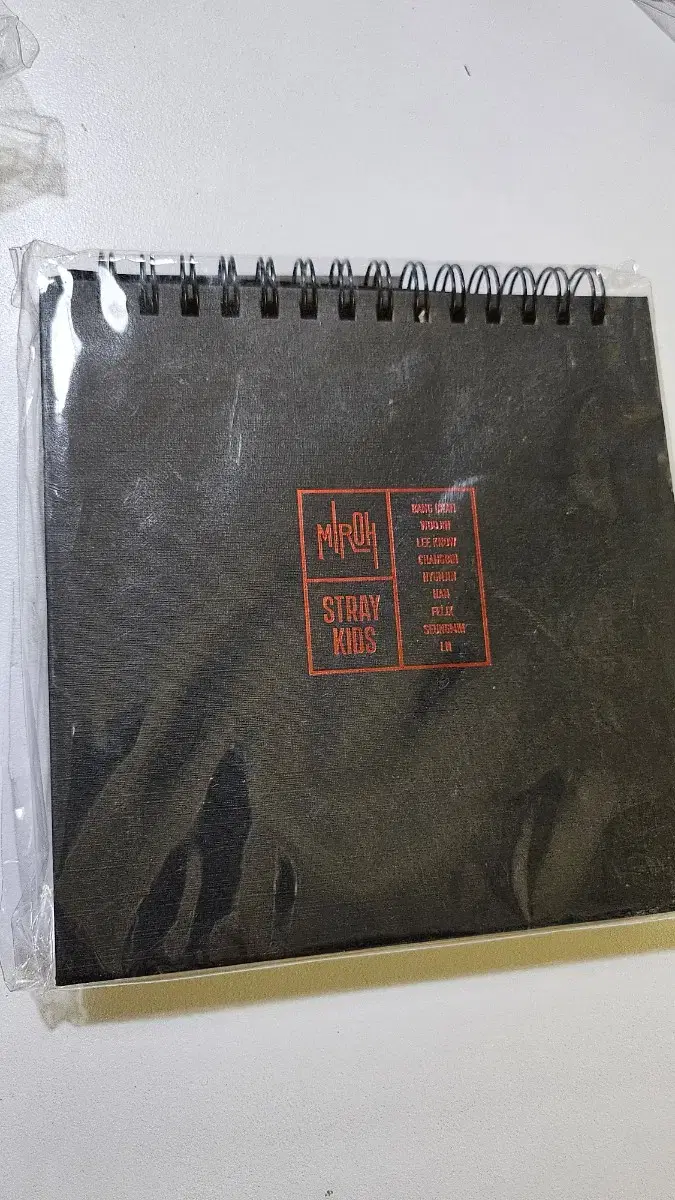 MIROH
STRAY
KIDS
BANG CHAN
WOOJIN
LEE KNOW
CHANGBIN
HYUNJIN
HAN
FELIX
SEUNGMIN
I.N